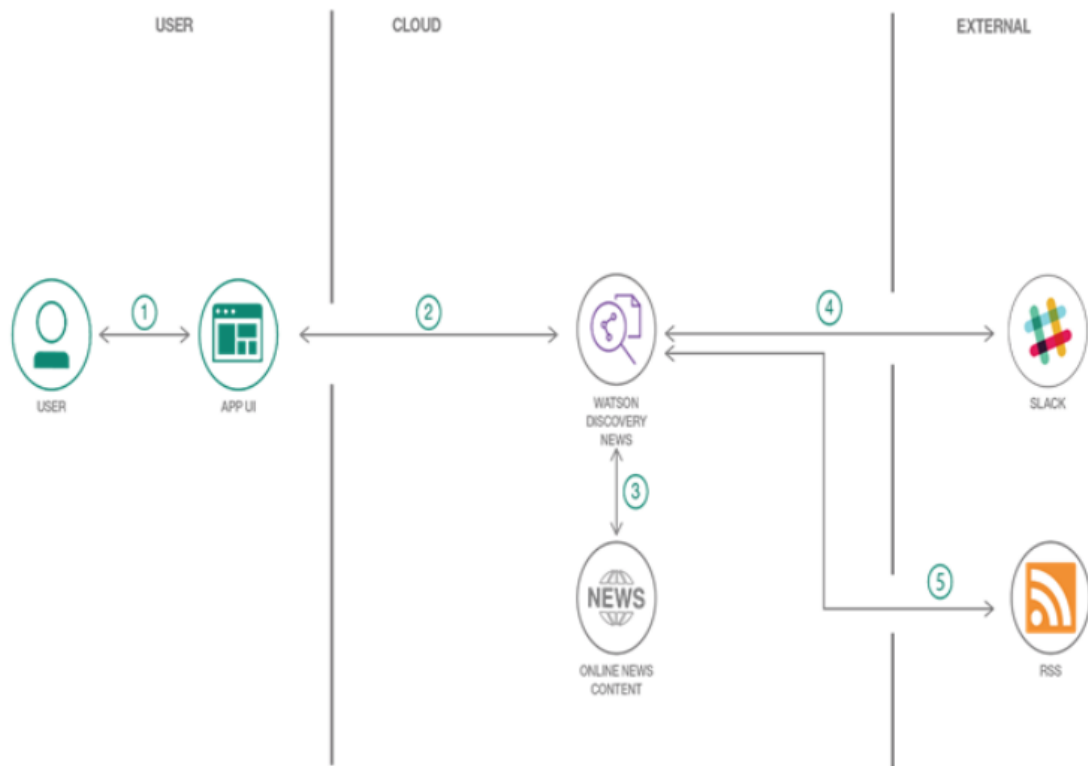 USER
CLOUD
EXTERNAL
1
2
4
USER
APP UI
WATSON
DISCOVERY
NEWS
SLACK
3
NEWS
5
ONLINE NEWS
CONTENT
RSS